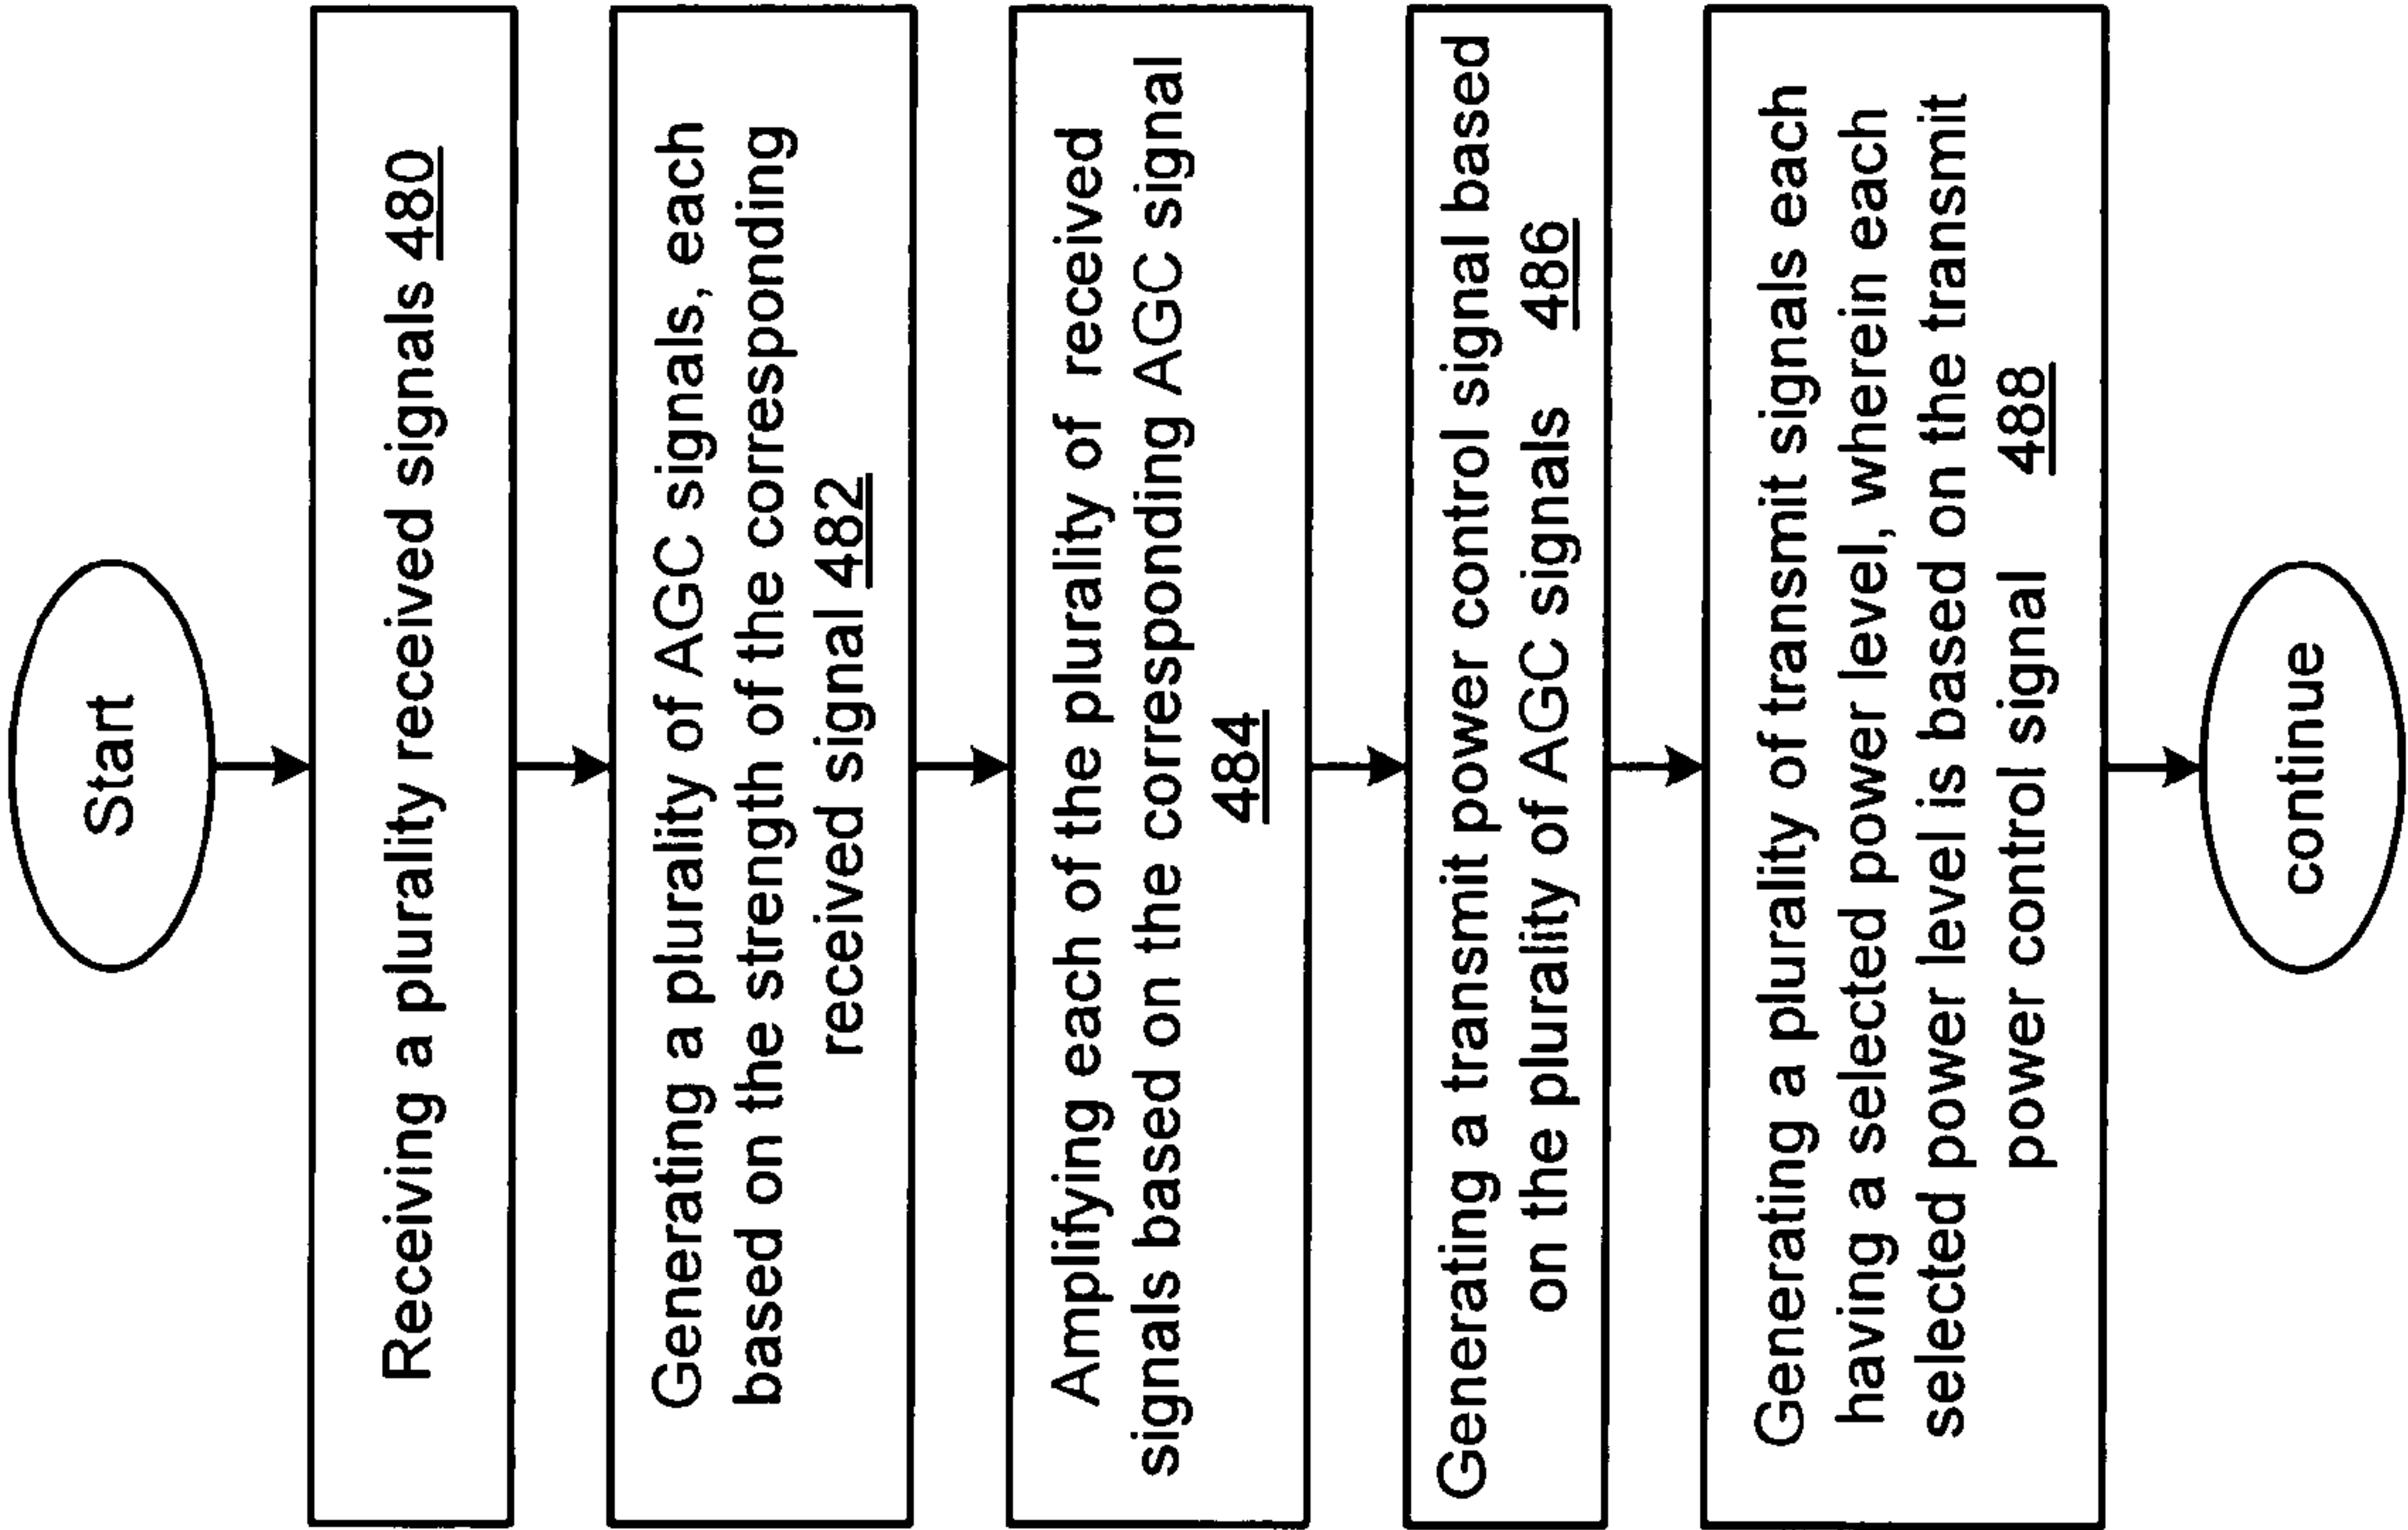 Start
Receiving a plurality received signals 480
Generating a plurality of AGC signals, each
based on the strength of the corresponding
received signal 482
Amplifying each of the plurality of received
signals based on the corresponding AGC signal
484
Generating a transmit power control signal based
on the plurality of AGC signals 486
Generating a plurality of transmit signals each
having a selected power level, wherein each
selected power level is based on the transmit
power control signal 488
continue